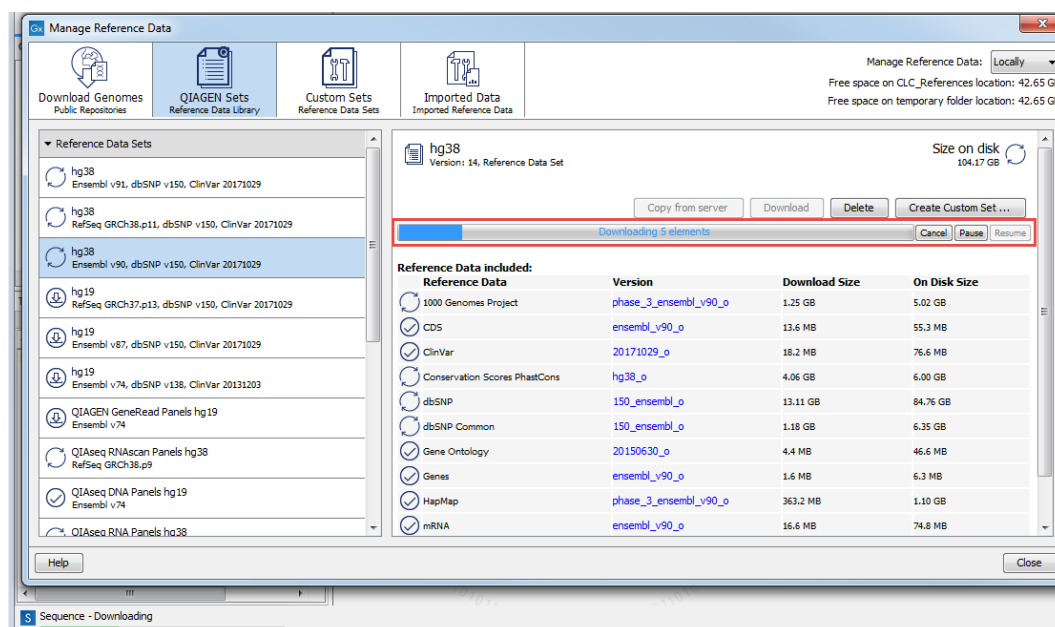 Gx Manage Reference Data
Download Genomes
Public Repositories
QIAGEN Sets
Reference Data Library
Custom Sets
Reference Data Sets
Imported Data
Imported Reference Data
Manage Reference Data: Locally
Free space on CLC_References location: 42.65 G
Free space on temporary folder location: 42.65 G
Reference Data Sets
hg38
Ensembl v91, dbSNP v150, ClinVar 20171029
hg38
RefSeq GRCh38.p11, dbSNP v150, ClinVar 20171029
hg38
Ensembl v90, dbSNP v150, ClinVar 20171029
hg19
RefSeq GRCh37.p13, dbSNP v150, ClinVar 20171029
hg19
Ensembl v87, dbSNP v150, ClinVar 20171029
hg19
Ensembl v74, dbSNP v138, ClinVar 20131203
QIAGEN GeneRead Panels hg19
Ensembl v74
QIAseq RNAscan Panels hg38
RefSeq GRCh38.p9
QIAseq DNA Panels hg19
Ensembl v74
QIAseq RNA Panels hg38
hg38
Version: 14, Reference Data Set
Size on disk
104.17 GB
Copy from server Download Delete Create Custom Set ...
Downloading 5 elements Cancel Pause Resume
Reference Data included:
Reference Data Version Download Size On Disk Size
1000 Genomes Project phase_3_ensembl_v90_o 1.25 GB 5.02 GB
CDS ensembl_v90_o 13.6 MB 55.3 MB
ClinVar 20171029_o 18.2 MB 76.6 MB
Conservation Scores PhastCons hg38_o 4.06 GB 6.00 GB
dbSNP 150_ensembl_o 13.11 GB 84.76 GB
dbSNP Common 150_ensembl_o 1.18 GB 6.35 GB
Gene Ontology 20150630_o 4.4 MB 46.6 MB
Genes ensembl_v90_o 1.6 MB 6.3 MB
HapMap phase_3_ensembl_v90_o 363.2 MB 1.10 GB
mRNA ensembl_v90_o 16.6 MB 74.8 MB
Help Close
S Sequence - Downloading